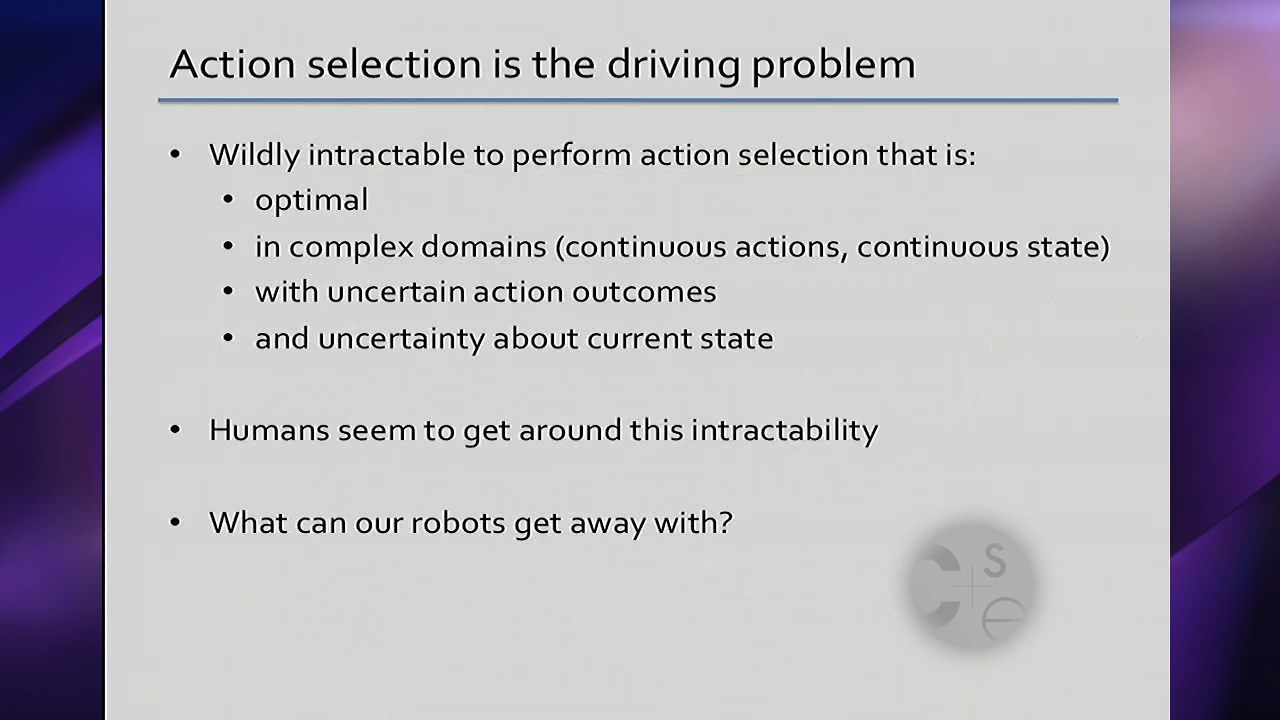 Action selection is the driving problem
• Wildly intractable to perform action selection that is:
• optimal
• in complex domains (continuous actions, continuous state)
• with uncertain action outcomes
• and uncertainty about current state
• Humans seem to get around this intractability
• What can our robots get away with?
C s
e